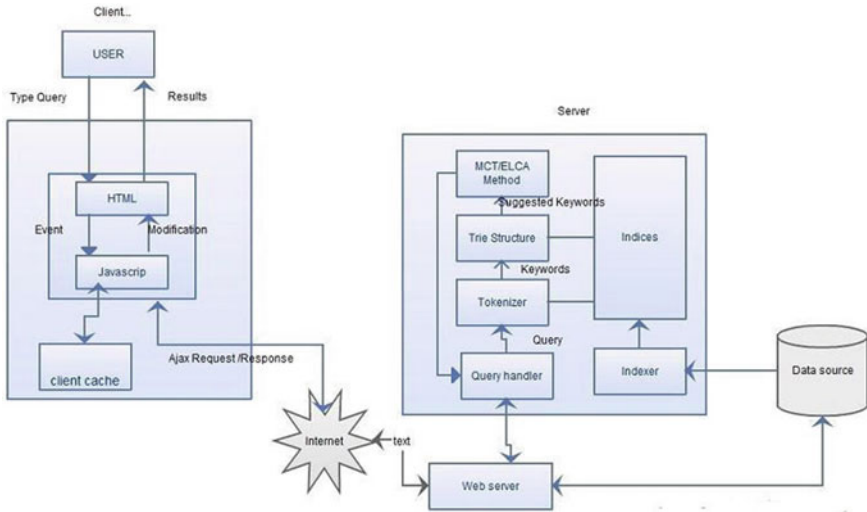 Client...
USER
Type Query
Results
HTML
Event
Modification
Javascrip
client cache
Ajax Request /Response
Internet
text
Server
MCT/ELCA
Method
Suggested Keywords
Trie Structure
Keywords
Tokenizer
Query
Query handler
Indices
Indexer
Data source
Web server